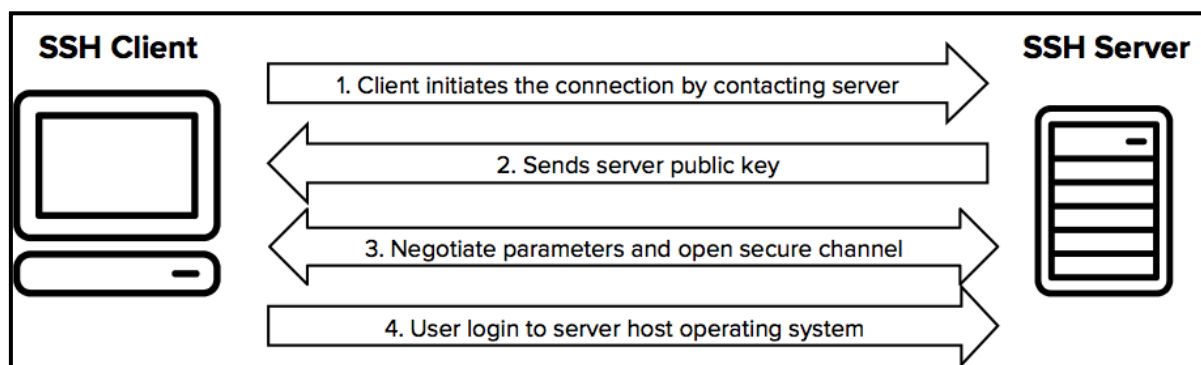 SSH Client
SSH Server
1. Client initiates the connection by contacting server
2. Sends server public key
3. Negotiate parameters and open secure channel
4. User login to server host operating system